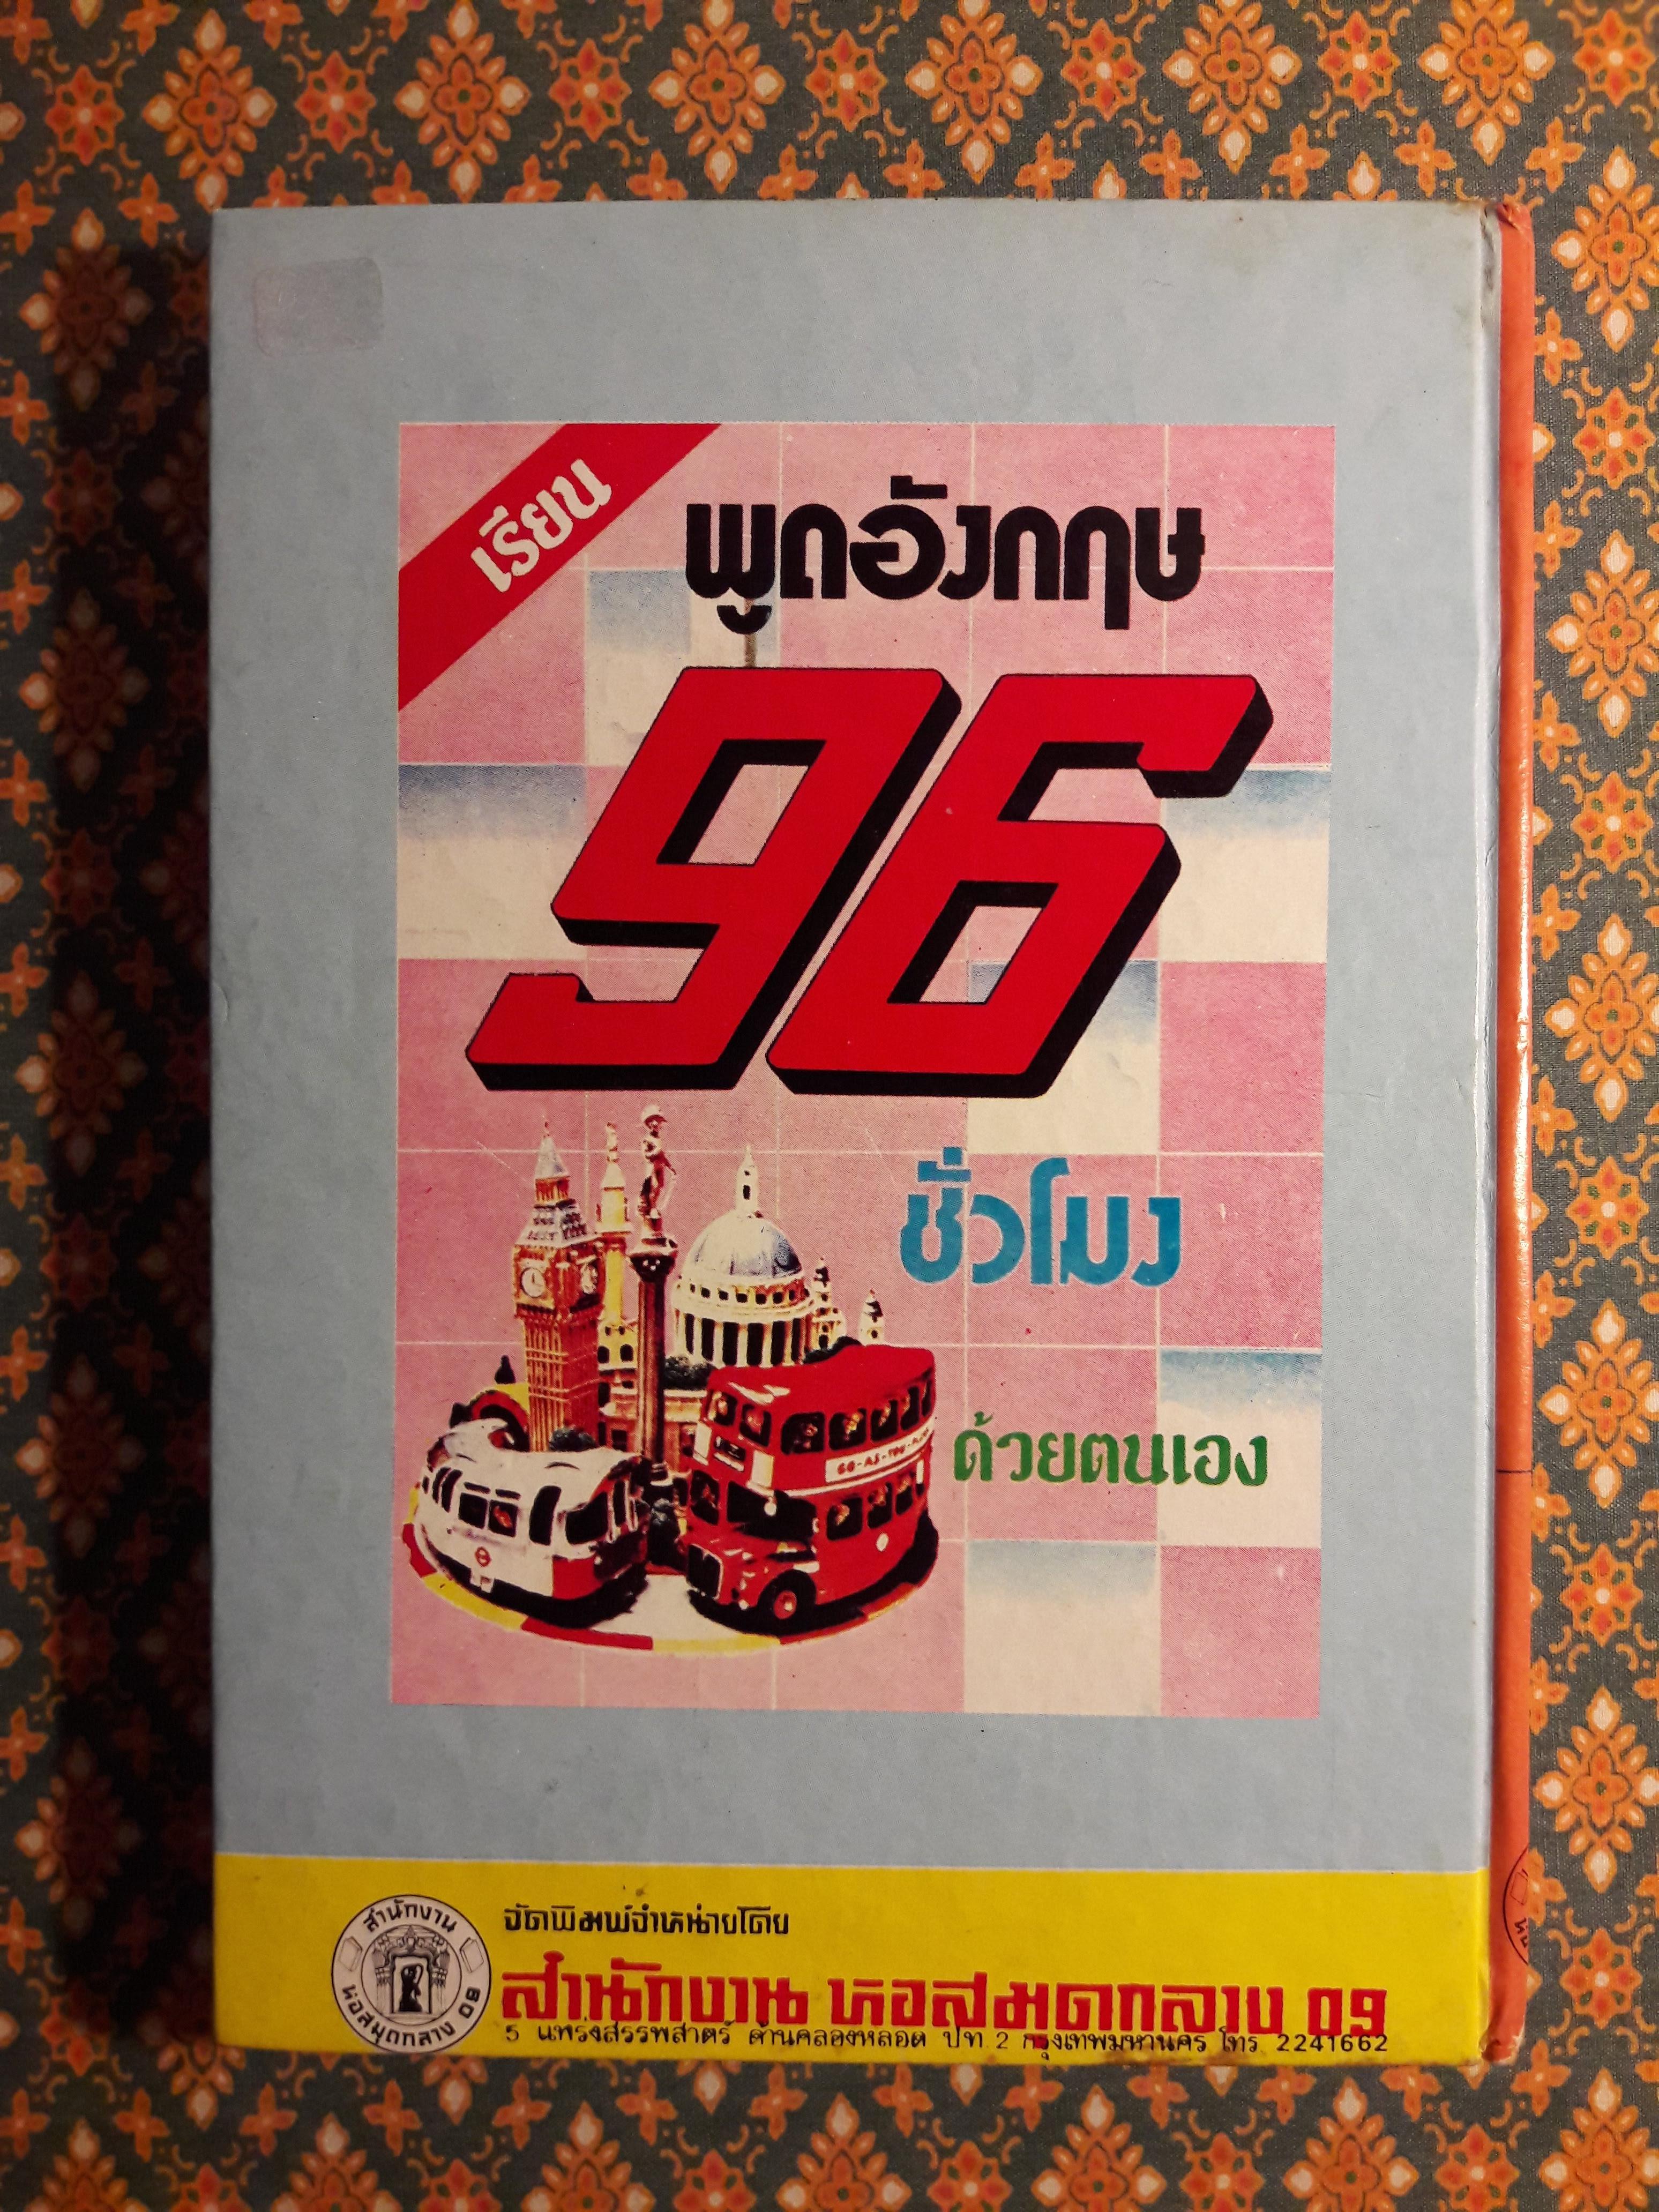 เรียน
พูดอังกฤษ
96
ชั่วโมง
ด้วยตนเอง
GO-AS-YOU-PLEASE
สำนักงาน
หอสมุดกลาง 09
จัดพิมพ์จำหน่ายโดย
สำนักงาน หอสมุดกลาง 09
5 แพร่งสรรพสาตร์ ด้านคลองหลอด ปท. 2 กรุงเทพมหานคร โทร 2241662